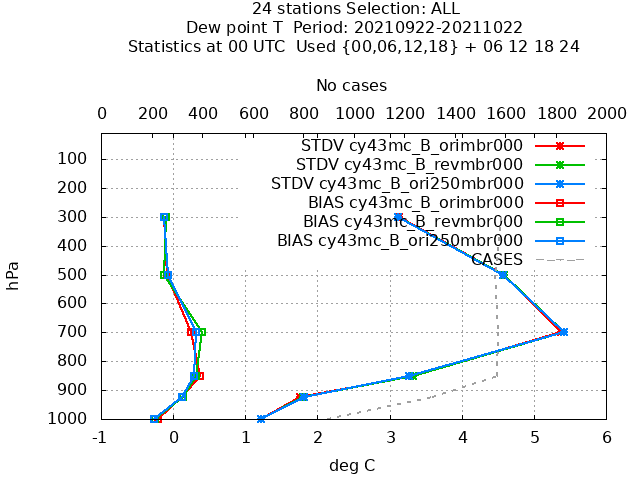 24 stations Selection: ALL
Dew point T  Period: 20210922-20211022
Statistics at 00 UTC  Used {00,06,12,18} + 06 12 18 24
No cases
0 200 400 600 800 1000 1200 1400 1600 1800 2000
STDV cy43mc_B_orimbr000
STDV cy43mc_B_revmbr000
STDV cy43mc_B_ori250mbr000
BIAS cy43mc_B_orimbr000
BIAS cy43mc_B_revmbr000
BIAS cy43mc_B_ori250mbr000
CASES
hPa
100
200
300
400
500
600
700
800
900
1000
-1 0 1 2 3 4 5 6
deg C